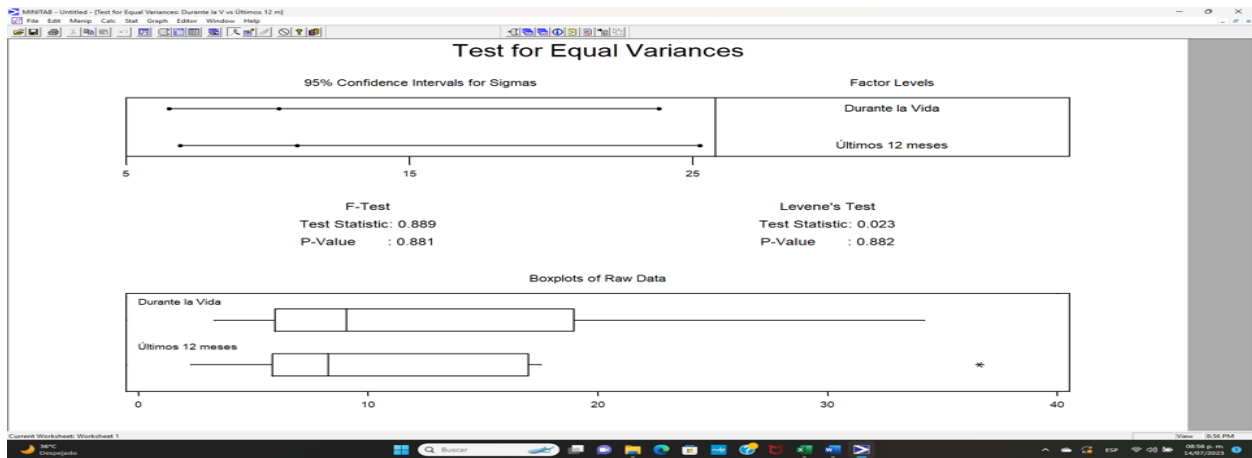 MINITAB - Untitled - [Test for Equal Variances: Durante la V vs Últimos 12 m]
File Edit Manip Calc Stat Graph Editor Window Help
Test for Equal Variances
95% Confidence Intervals for Sigmas
Factor Levels
Durante la Vida
Últimos 12 meses
5 15 25
F-Test
Test Statistic: 0.889
P-Value : 0.881
Levene's Test
Test Statistic: 0.023
P-Value : 0.882
Boxplots of Raw Data
Durante la Vida
Últimos 12 meses
0 10 20 30 40
Current Worksheet: Worksheet 1
View 8:56 PM
36°C
Despejado
Buscar
ESP
08:56 p. m.
14/07/2023